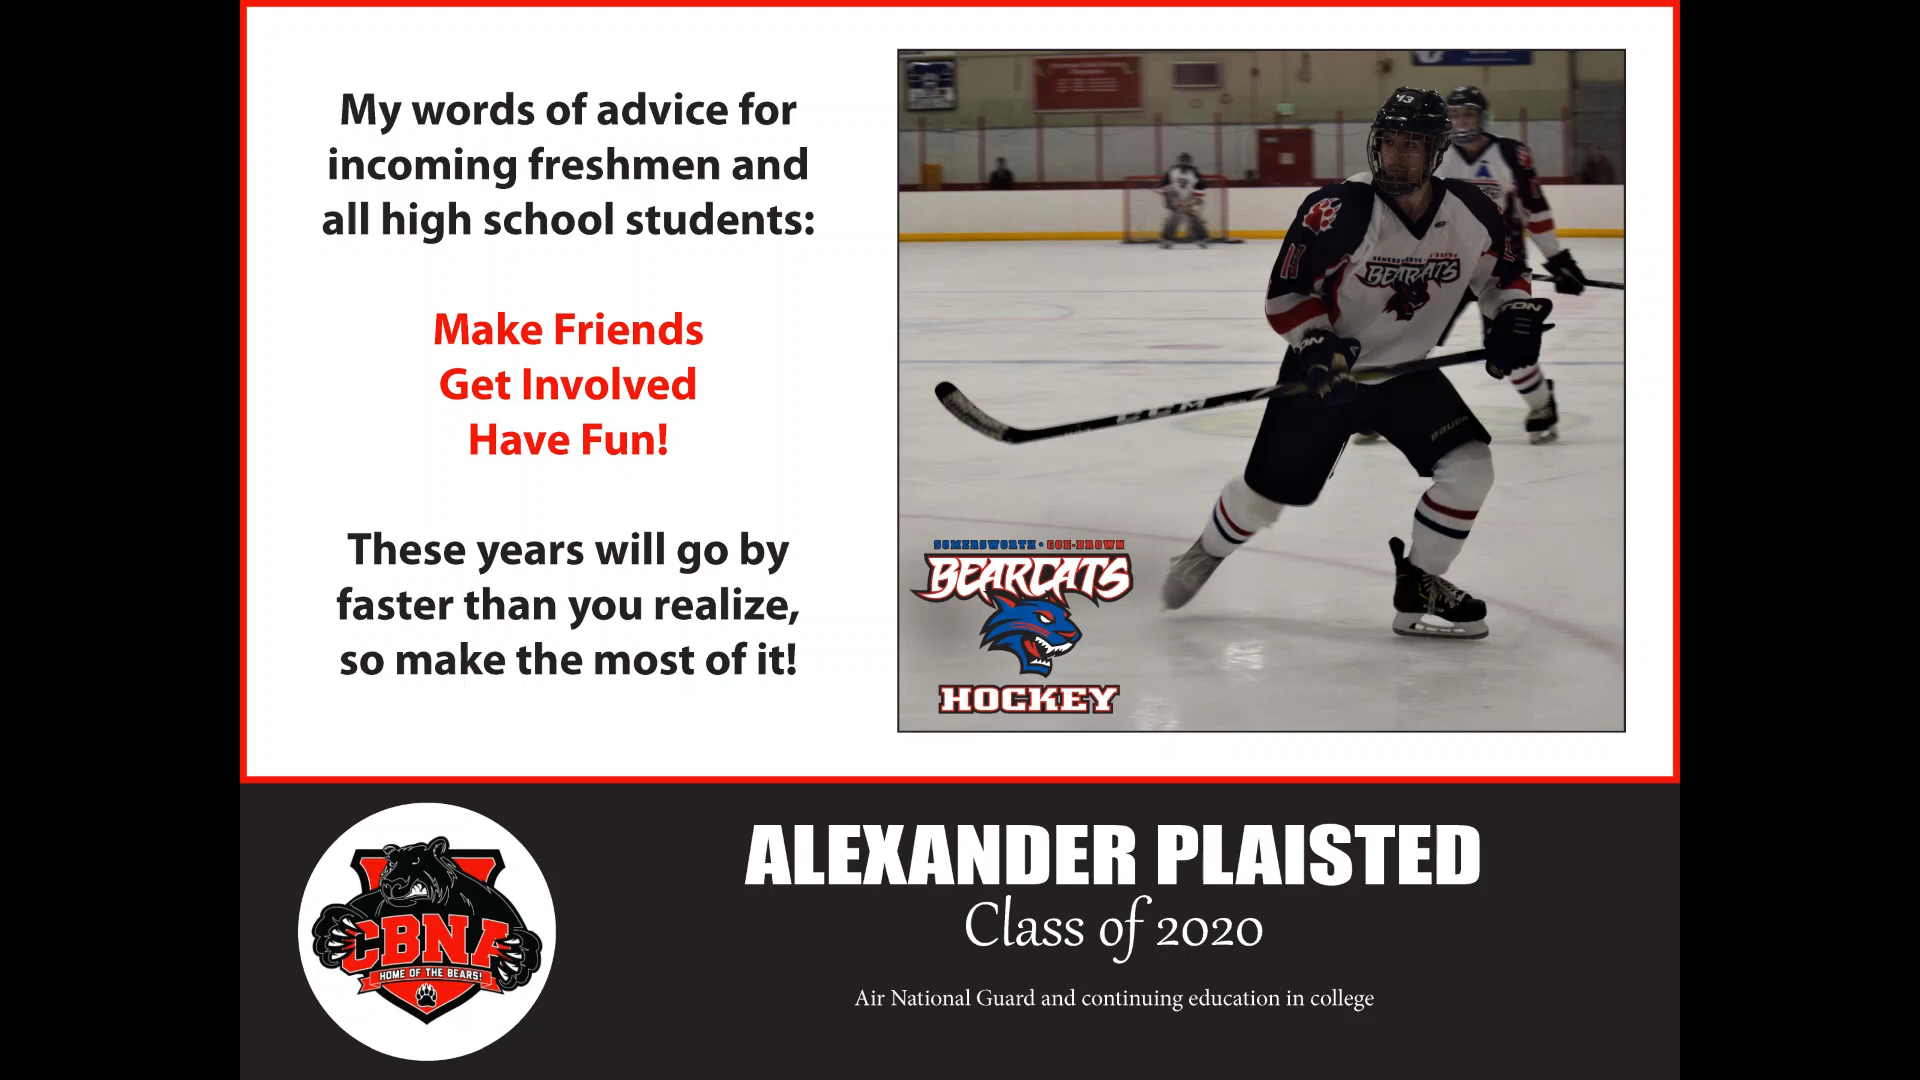 My words of advice for
incoming freshmen and
all high school students:
Make Friends
Get Involved
Have Fun!
These years will go by
faster than you realize,
so make the most of it!
43
A
BEARCATS
CCM
BAUER
SOMERSWORTH • COE-BROWN
BEARCATS
HOCKEY
CBNA
HOME OF THE BEARS!
ALEXANDER PLAISTED
Class of 2020
Air National Guard and continuing education in college